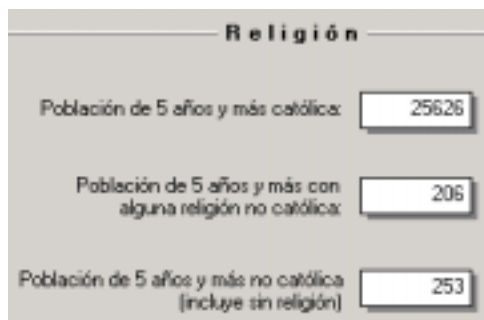 Religión
Población de 5 años y más católica: 25626
Población de 5 años y más con
alguna religión no católica: 206
Población de 5 años y más no católica
(incluye sin religión) 253